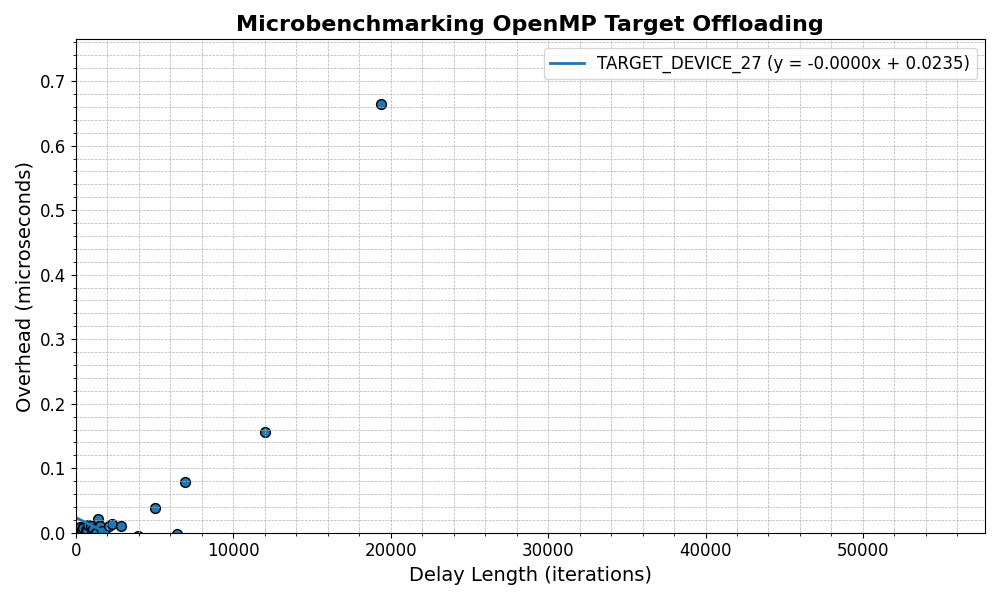 Microbenchmarking OpenMP Target Offloading
TARGET_DEVICE_27 (y = -0.0000x + 0.0235)
Overhead (microseconds)
0.7
0.6
0.5
0.4
0.3
0.2
0.1
0.0
0 10000 20000 30000 40000 50000
Delay Length (iterations)